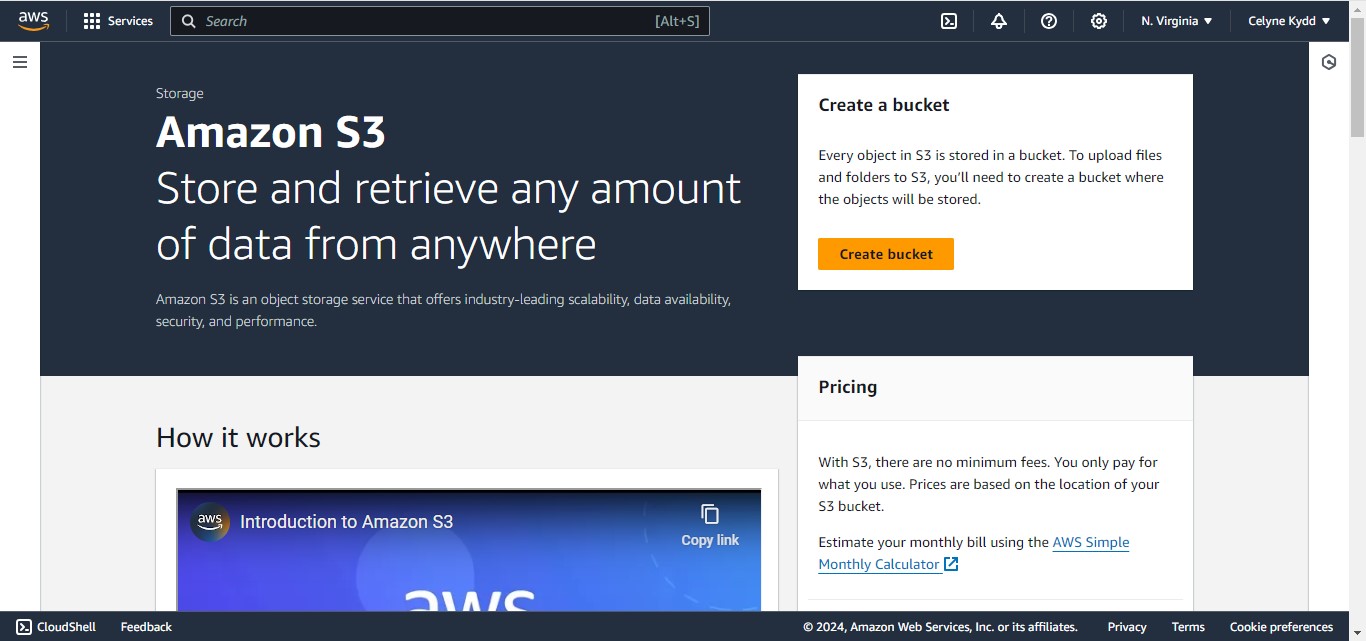 aws
Services
Search
[Alt+S]
N. Virginia
Celyne Kydd
Storage
Amazon S3
Store and retrieve any amount
of data from anywhere
Amazon S3 is an object storage service that offers industry-leading scalability, data availability,
security, and performance.
Create a bucket
Every object in S3 is stored in a bucket. To upload files
and folders to S3, you’ll need to create a bucket where
the objects will be stored.
Create bucket
How it works
aws
Introduction to Amazon S3
Copy link
aws
Pricing
With S3, there are no minimum fees. You only pay for
what you use. Prices are based on the location of your
S3 bucket.
Estimate your monthly bill using the AWS Simple
Monthly Calculator
CloudShell
Feedback
© 2024, Amazon Web Services, Inc. or its affiliates.
Privacy
Terms
Cookie preferences